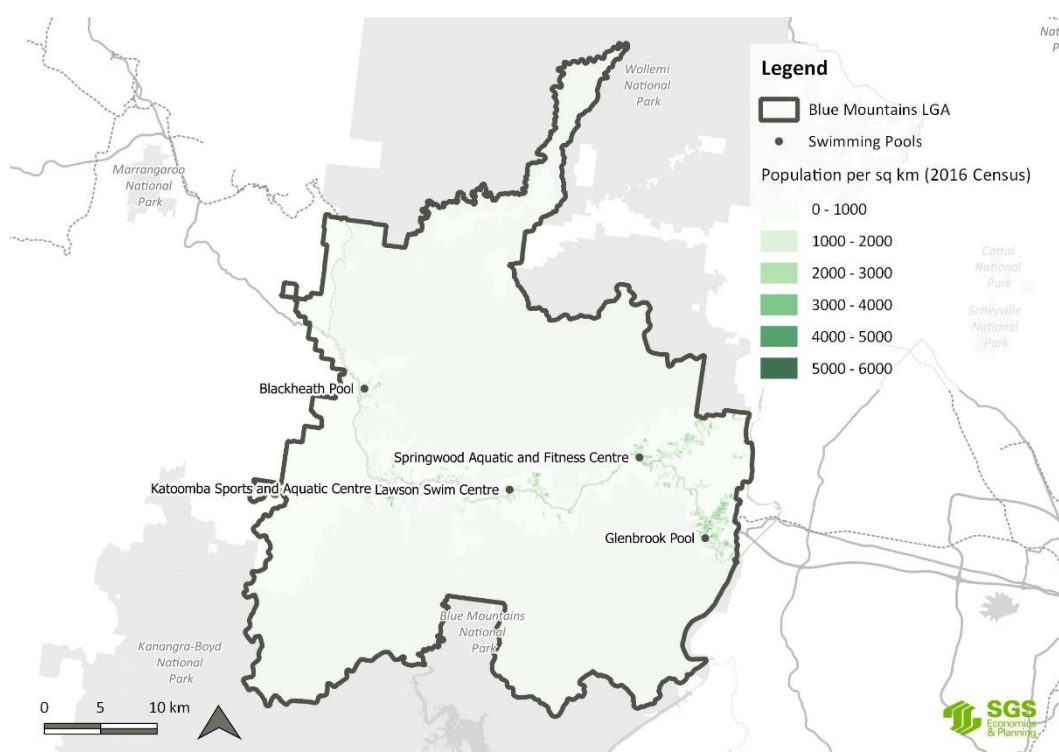 Wollemi
National
Park
Marrangaroo
National
Park
Legend
Blue Mountains LGA
Swimming Pools
Population per sq km (2016 Census)
0 - 1000
1000 - 2000
2000 - 3000
3000 - 4000
4000 - 5000
5000 - 6000
Cattai
National
Park
Scheyville
National
Park
Blackheath Pool
Springwood Aquatic and Fitness Centre
Katoomba Sports and Aquatic Centre
Lawson Swim Centre
Glenbrook Pool
Blue Mountains
National
Park
Kanangra-Boyd
National
Park
0 5 10 km
SGS
Economics
& Planning